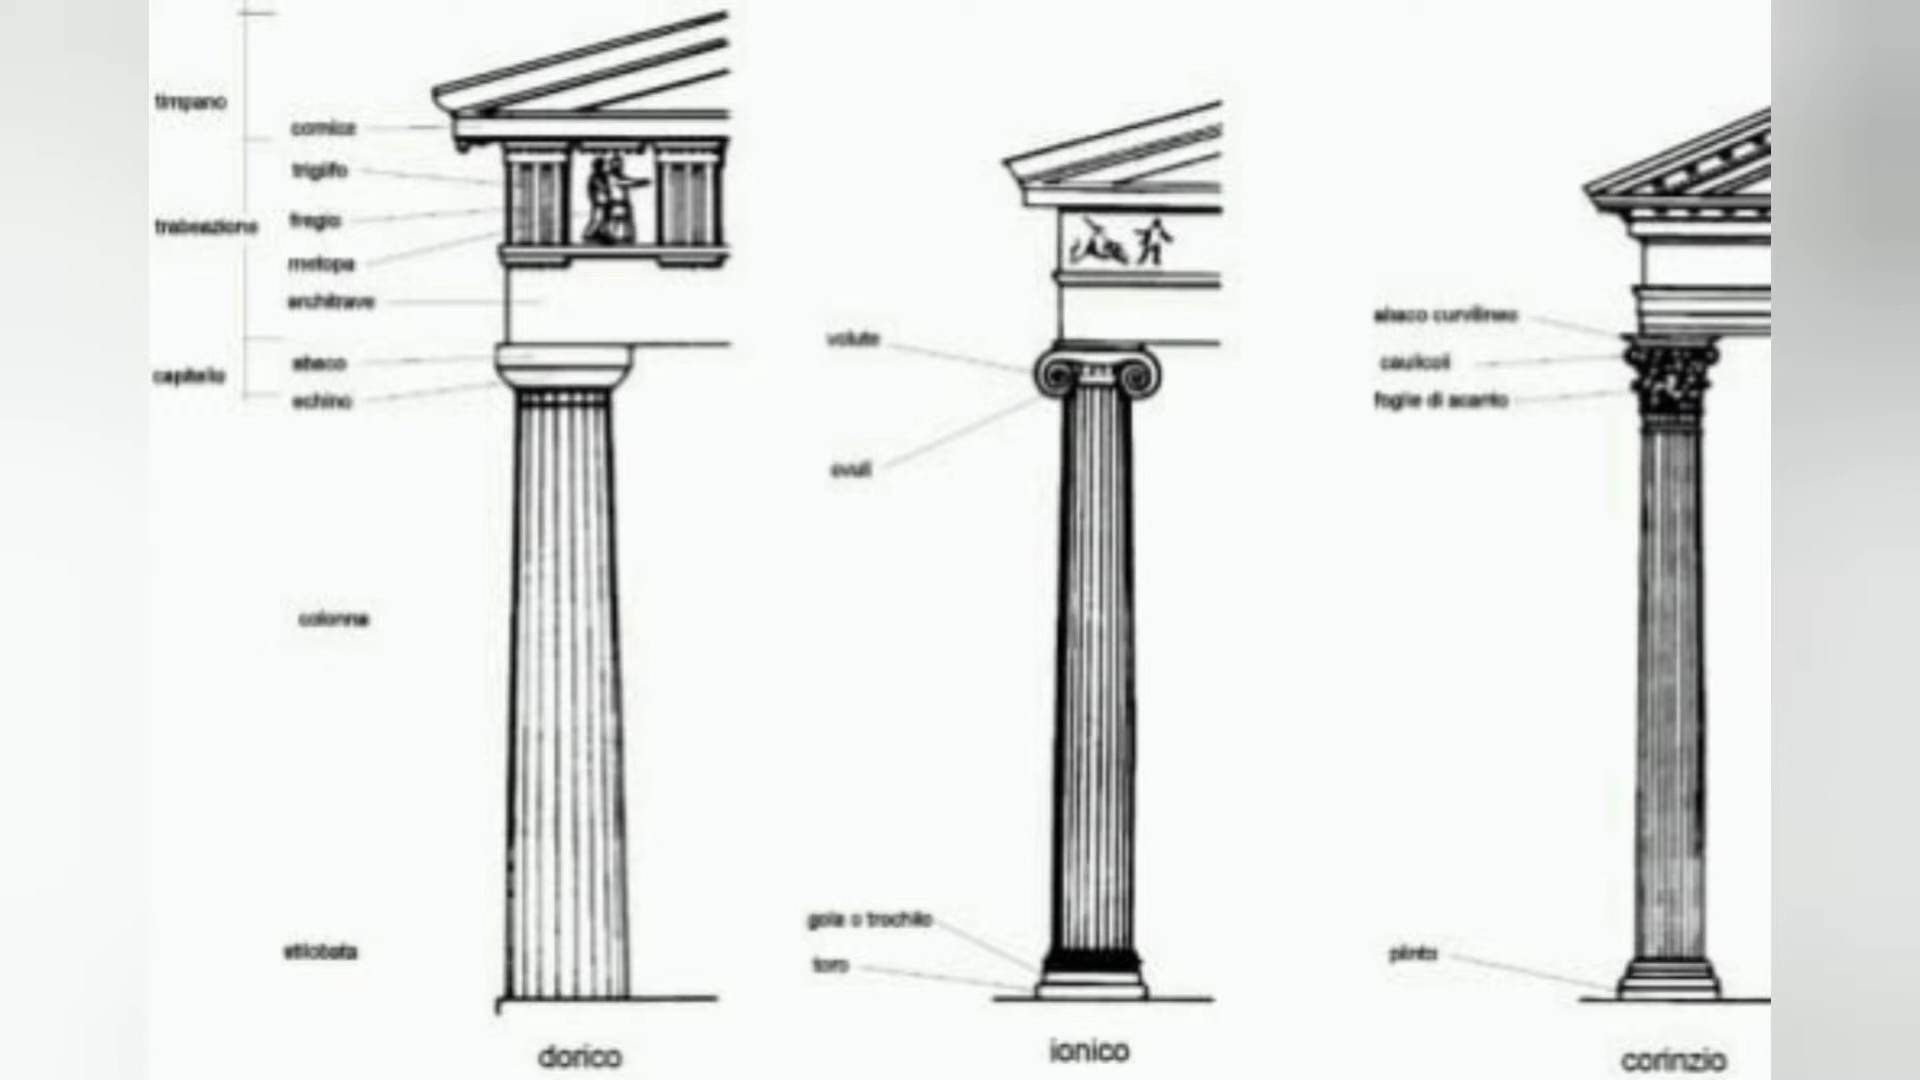 timpano
cornice
triglifo
trabeazione
fregio
metopa
architrave
capitello
abaco
echino
colonna
stilobata
dorico
volute
ovuli
gola o trochilo
toro
ionico
abaco curvilineo
caulicoli
foglie di acanto
plinto
corinzio